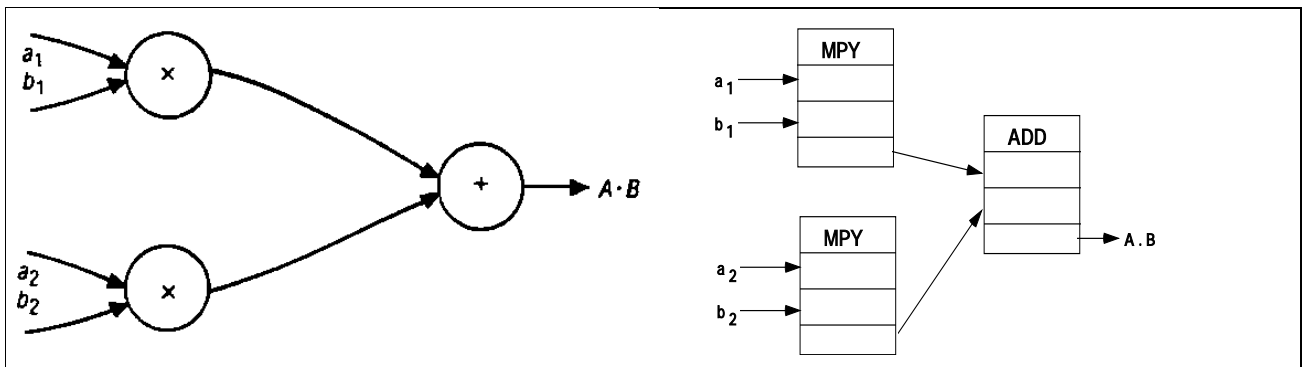 a₁
b₁
×
+
A·B
a₂
b₂
×
MPY
a₁
b₁
ADD
MPY
A.B
a₂
b₂